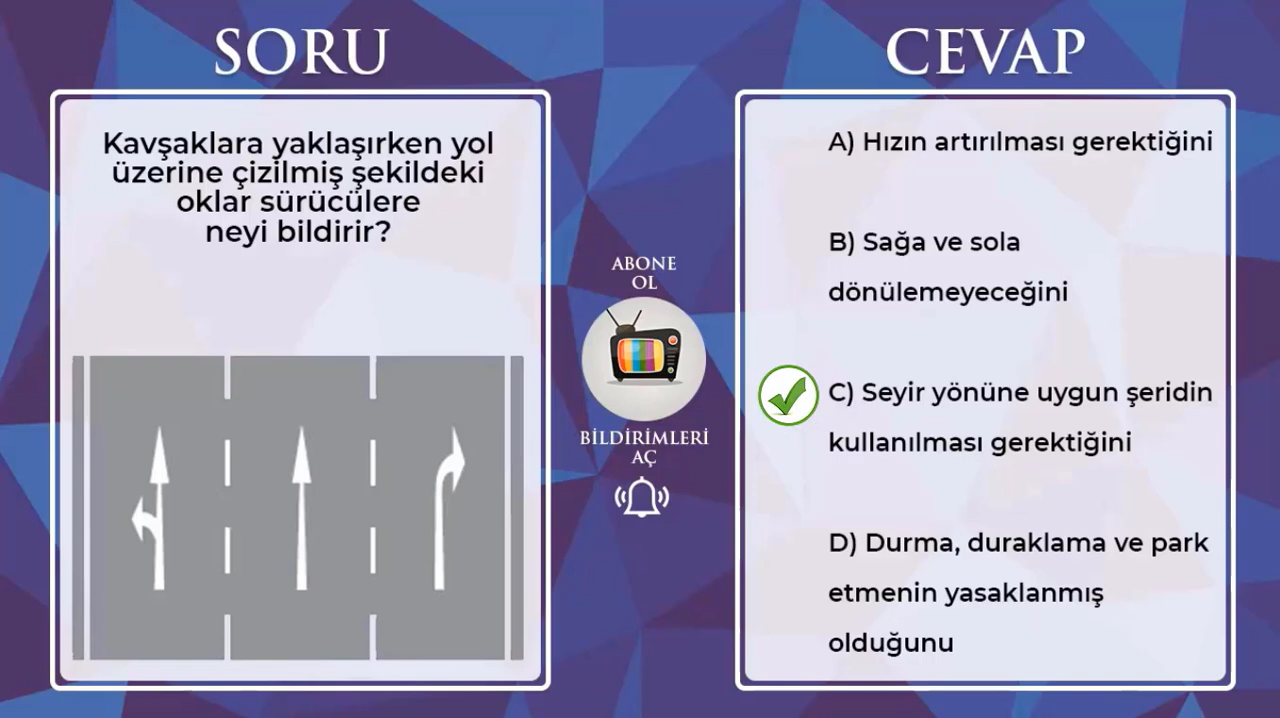 SORU
Kavşaklara yaklaşırken yol
üzerine çizilmiş şekildeki
oklar sürücülere
neyi bildirir?
ABONE
OL
BİLDİRİMLERİ
AÇ
CEVAP
A) Hızın artırılması gerektiğini
B) Sağa ve sola
dönülemeyeceğini
C) Seyir yönüne uygun şeridin
kullanılması gerektiğini
D) Durma, duraklama ve park
etmenin yasaklanmış
olduğunu